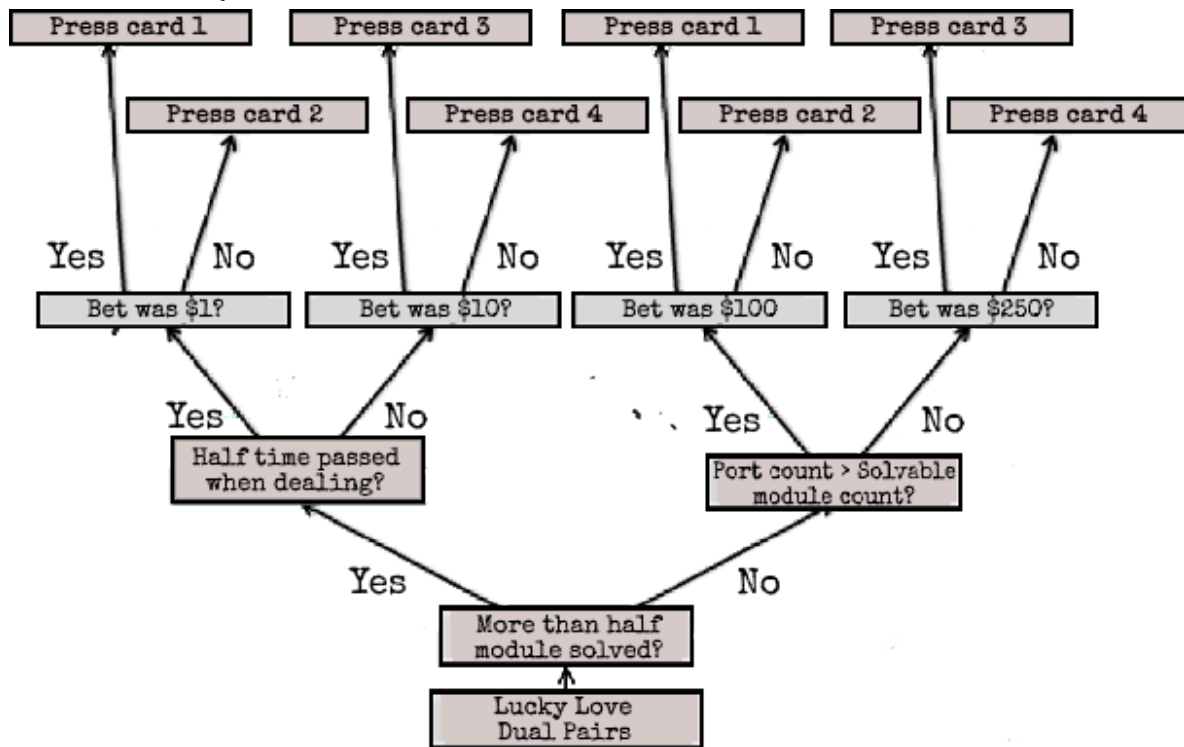 Press card 1
Press card 3
Press card 1
Press card 3
Press card 2
Press card 4
Press card 2
Press card 4
Yes
No
Yes
No
Yes
No
Yes
No
Bet was $1?
Bet was $10?
Bet was $100
Bet was $250?
Yes
No
Yes
No
Half time passed
when dealing?
Port count > Solvable
module count?
Yes
No
More than half
module solved?
Lucky Love
Dual Pairs